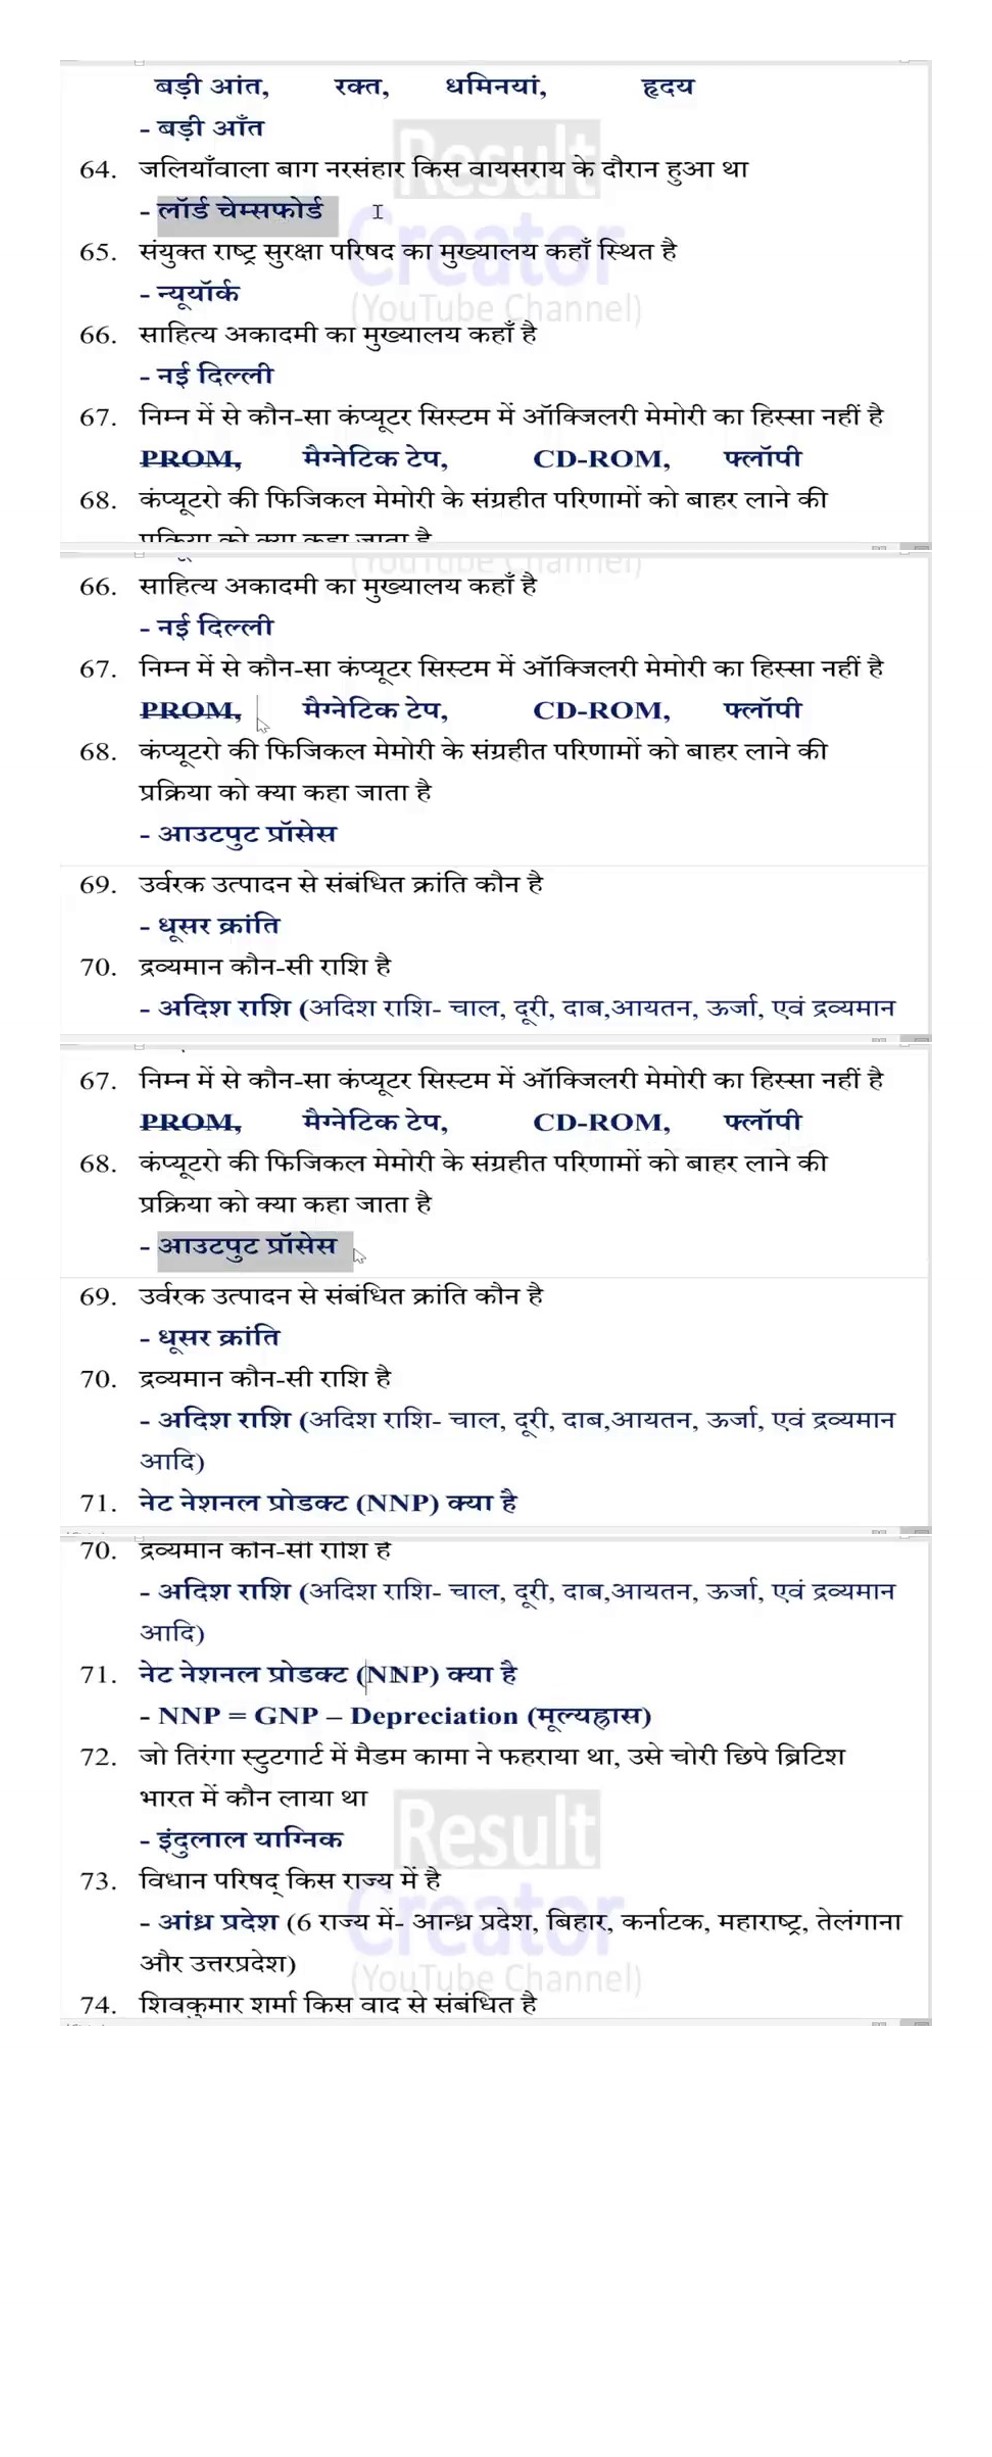 बड़ी आंत, रक्त, धमिनयां, हृदय
- बड़ी आँत
64. जलियाँवाला बाग नरसंहार किस वायसराय के दौरान हुआ था
- लॉर्ड चेम्सफोर्ड
65. संयुक्त राष्ट्र सुरक्षा परिषद का मुख्यालय कहाँ स्थित है
- न्यूयॉर्क
66. साहित्य अकादमी का मुख्यालय कहाँ है
- नई दिल्ली
67. निम्न में से कौन-सा कंप्यूटर सिस्टम में ऑक्जिलरी मेमोरी का हिस्सा नहीं है
PROM, मैग्नेटिक टेप, CD-ROM, फ्लॉपी
68. कंप्यूटरो की फिजिकल मेमोरी के संग्रहीत परिणामों को बाहर लाने की
प्रक्रिया को क्या कहा जाता है
Result
Creator
(YouTube Channel)
(YouTube Channel)
66. साहित्य अकादमी का मुख्यालय कहाँ है
- नई दिल्ली
67. निम्न में से कौन-सा कंप्यूटर सिस्टम में ऑक्जिलरी मेमोरी का हिस्सा नहीं है
PROM, मैग्नेटिक टेप, CD-ROM, फ्लॉपी
68. कंप्यूटरो की फिजिकल मेमोरी के संग्रहीत परिणामों को बाहर लाने की
प्रक्रिया को क्या कहा जाता है
- आउटपुट प्रॉसेस
69. उर्वरक उत्पादन से संबंधित क्रांति कौन है
- धूसर क्रांति
70. द्रव्यमान कौन-सी राशि है
- अदिश राशि (अदिश राशि- चाल, दूरी, दाब,आयतन, ऊर्जा, एवं द्रव्यमान
67. निम्न में से कौन-सा कंप्यूटर सिस्टम में ऑक्जिलरी मेमोरी का हिस्सा नहीं है
PROM, मैग्नेटिक टेप, CD-ROM, फ्लॉपी
68. कंप्यूटरो की फिजिकल मेमोरी के संग्रहीत परिणामों को बाहर लाने की
प्रक्रिया को क्या कहा जाता है
- आउटपुट प्रॉसेस
69. उर्वरक उत्पादन से संबंधित क्रांति कौन है
- धूसर क्रांति
70. द्रव्यमान कौन-सी राशि है
- अदिश राशि (अदिश राशि- चाल, दूरी, दाब,आयतन, ऊर्जा, एवं द्रव्यमान
आदि)
71. नेट नेशनल प्रोडक्ट (NNP) क्या है
70. द्रव्यमान कौन-सी राशि है
- अदिश राशि (अदिश राशि- चाल, दूरी, दाब,आयतन, ऊर्जा, एवं द्रव्यमान
आदि)
71. नेट नेशनल प्रोडक्ट (NNP) क्या है
- NNP = GNP – Depreciation (मूल्यह्रास)
72. जो तिरंगा स्टुटगार्ट में मैडम कामा ने फहराया था, उसे चोरी छिपे ब्रिटिश
भारत में कौन लाया था
- इंदुलाल याग्निक
73. विधान परिषद् किस राज्य में है
- आंध्र प्रदेश (6 राज्य में- आन्ध्र प्रदेश, बिहार, कर्नाटक, महाराष्ट्र, तेलंगाना
और उत्तरप्रदेश)
74. शिवकुमार शर्मा किस वाद से संबंधित है
Result
Creator
(YouTube Channel)